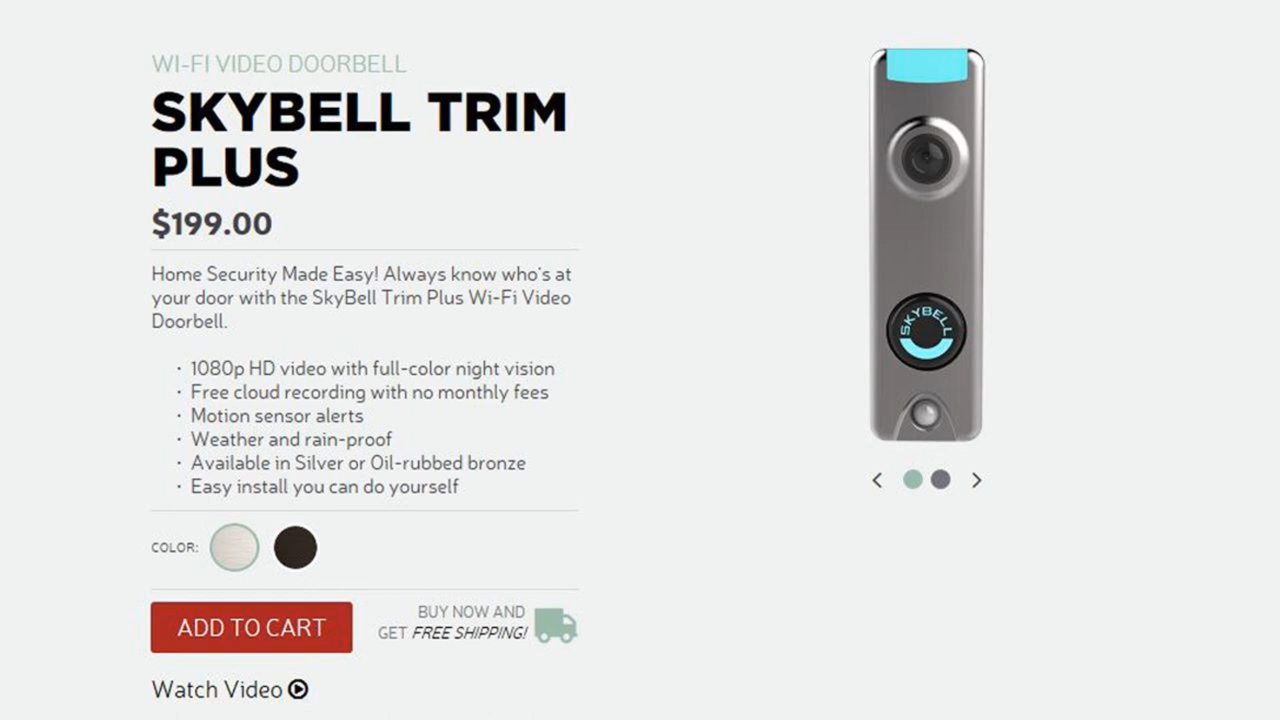 WI-FI VIDEO DOORBELL
SKYBELL TRIM
PLUS
$199.00
Home Security Made Easy! Always know who's at
your door with the SkyBell Trim Plus Wi-Fi Video
Doorbell.
· 1080p HD video with full-color night vision
· Free cloud recording with no monthly fees
· Motion sensor alerts
· Weather and rain-proof
· Available in Silver or Oil-rubbed bronze
· Easy install you can do yourself
COLOR:
ADD TO CART
BUY NOW AND
GET FREE SHIPPING!
Watch Video
SKYBELL